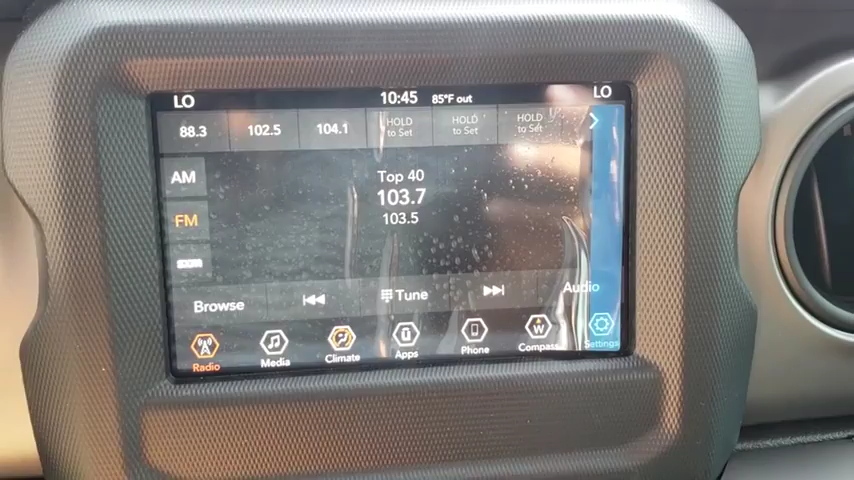 LO 10:45 85°F out LO
88.3 102.5 104.1 HOLD to Set HOLD to Set HOLD to Set
AM
Top 40
FM 103.7
103.5
Browse Tune Audio
Radio Media Climate Apps Phone W Compass Settings